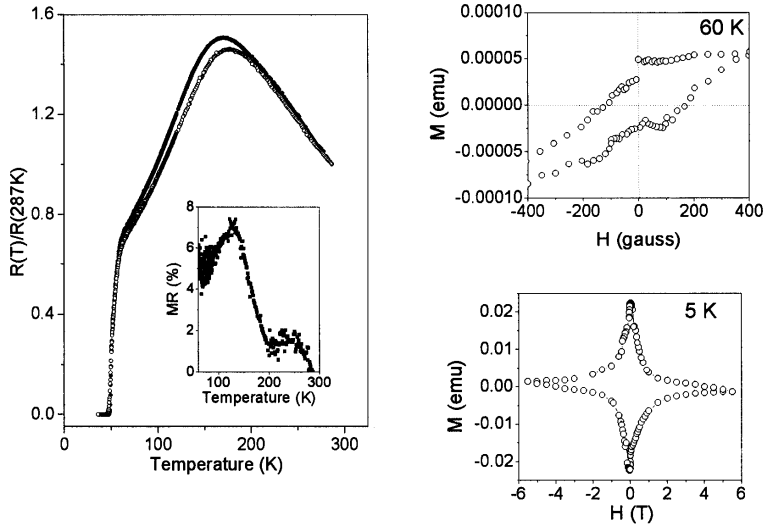 1.6
1.2
0.8
0.4
0.0
R(T)/R(287K)
0 100 200 300
Temperature (K)
8
6
4
2
0
MR (%)
100 200 300
Temperature (K)
60 K
0.00010
0.00005
0.00000
-0.00005
-0.00010
M (emu)
-400 -200 0 200 400
H (gauss)
5 K
0.02
0.01
0.00
-0.01
-0.02
M (emu)
-6 -4 -2 0 2 4 6
H (T)